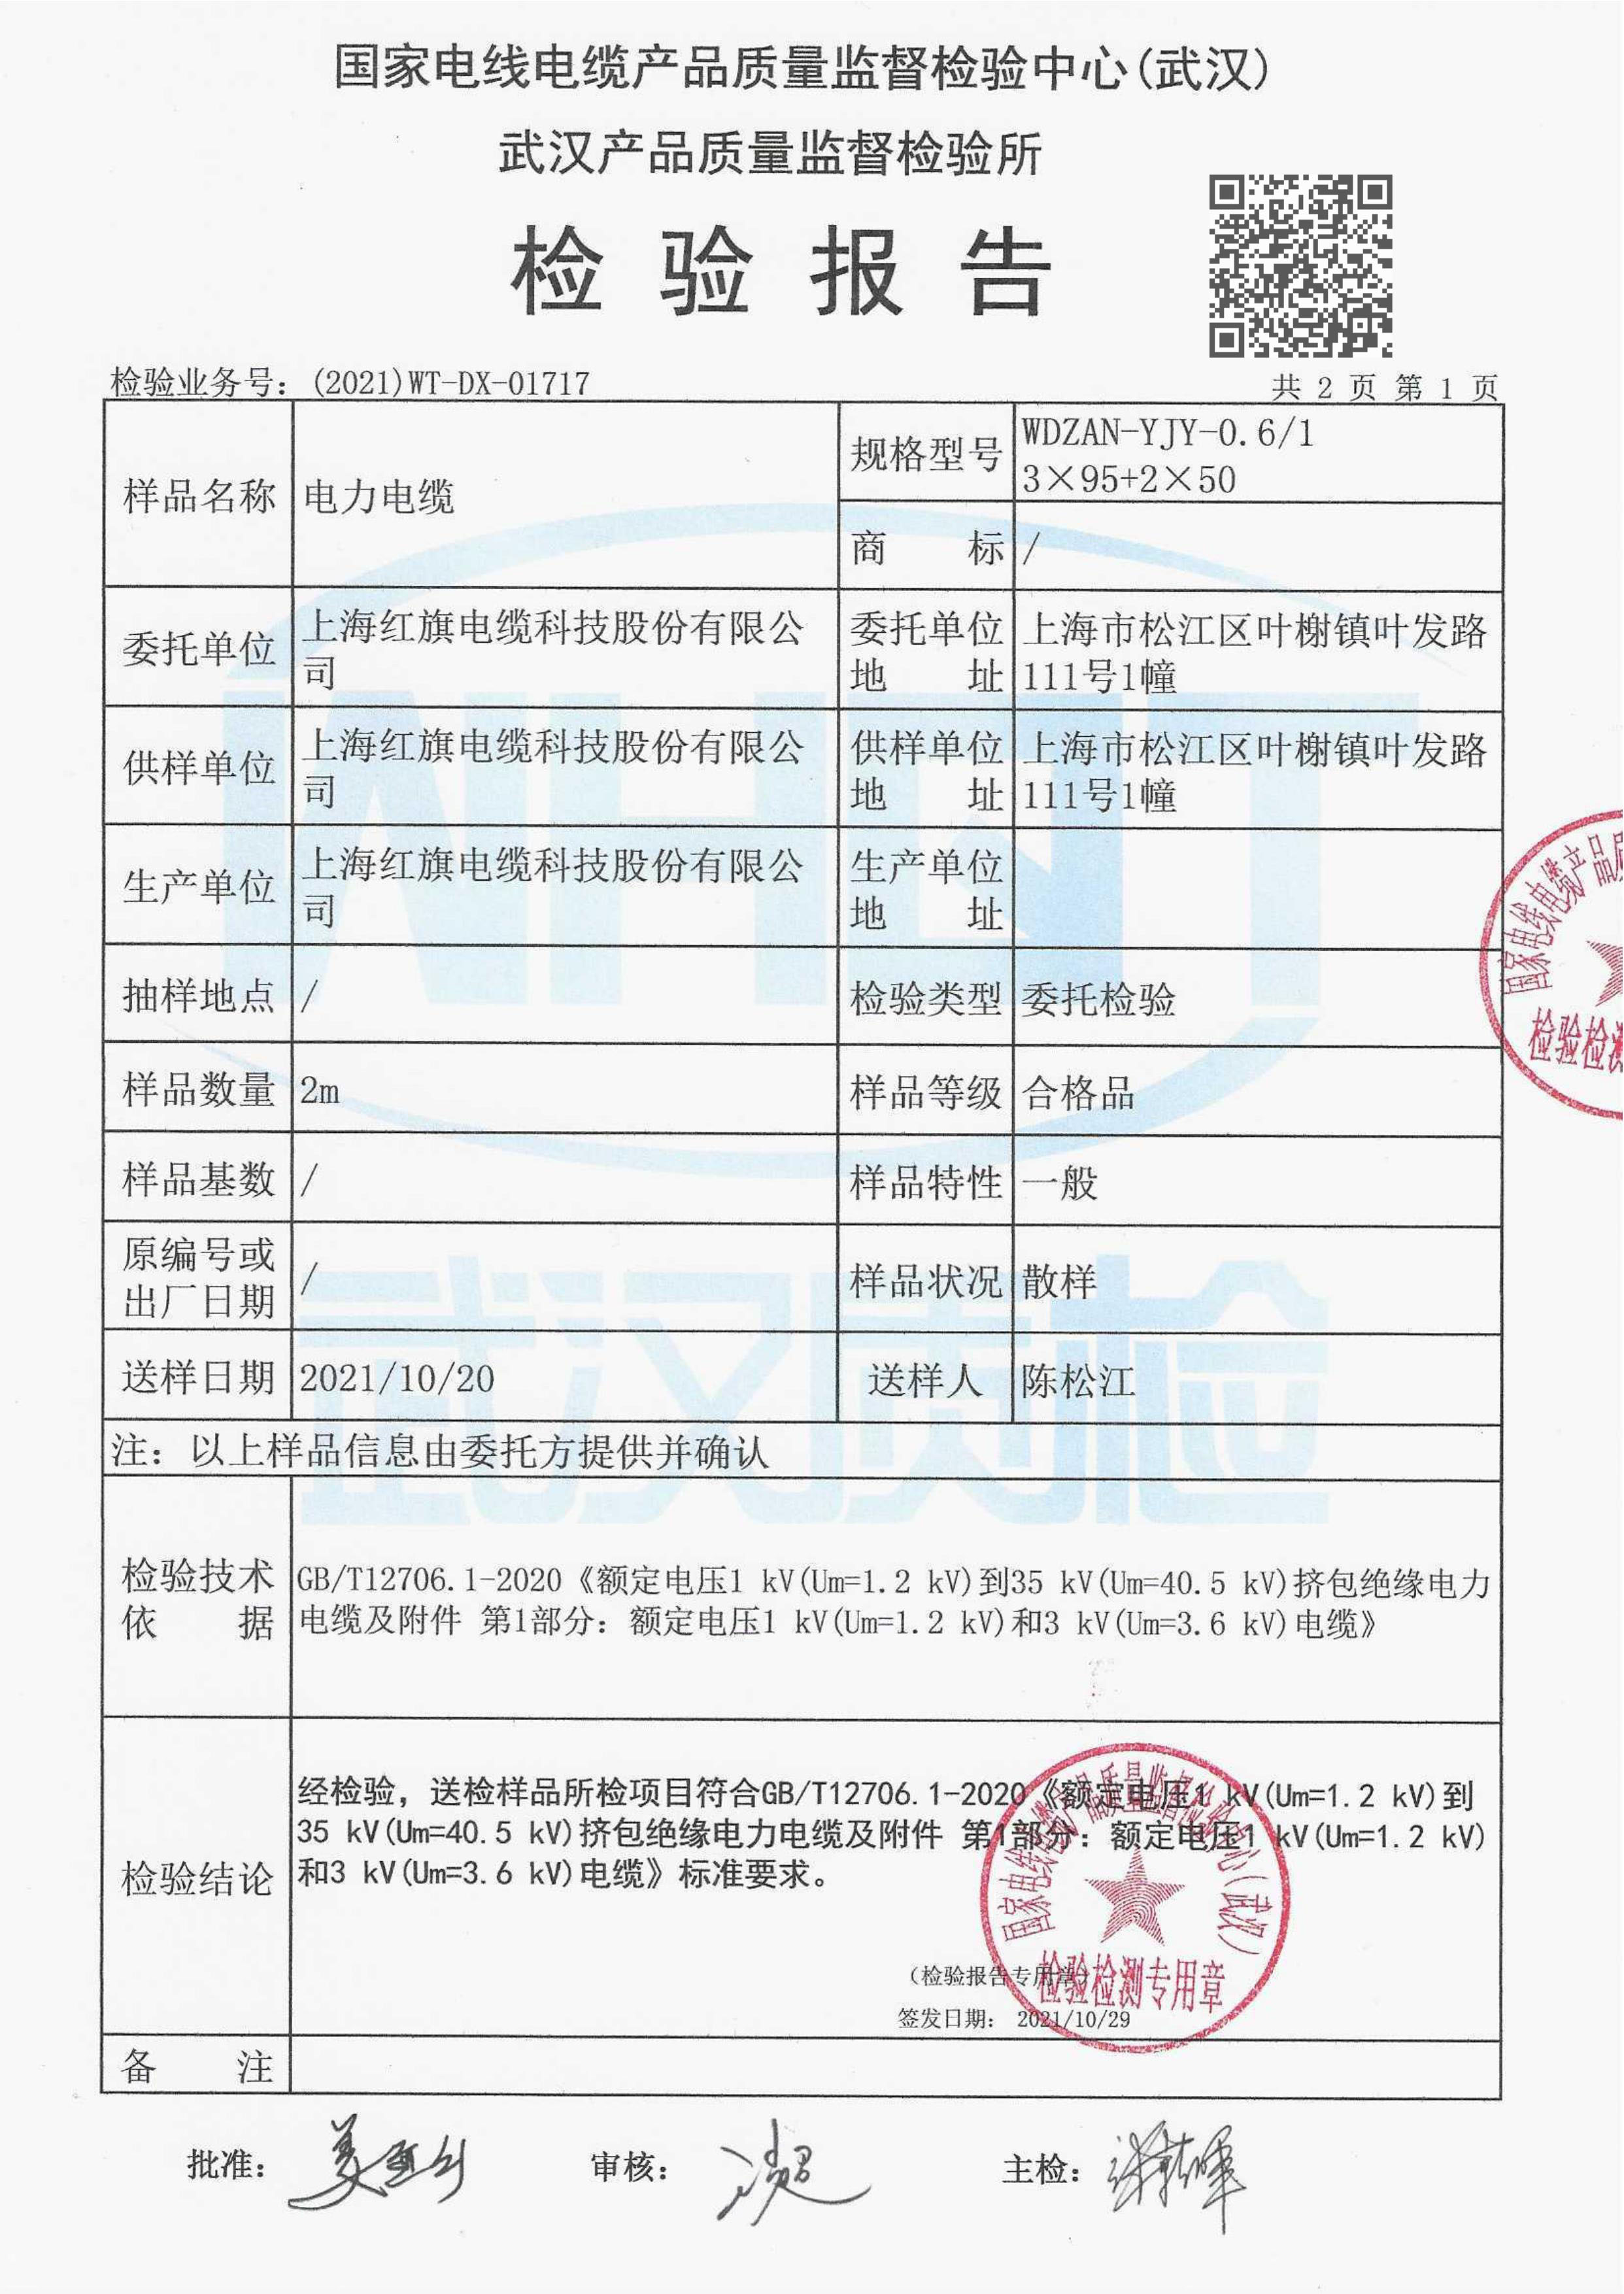 国家电线电缆产品质量监督检验中心(武汉)
武汉产品质量监督检验所
检验报告
检验业务号：(2021)WT-DX-01717
共 2 页 第 1 页
样品名称
电力电缆
规格型号
WDZAN-YJY-0.6/1
3×95+2×50
商 标
/
委托单位
上海红旗电缆科技股份有限公
司
委托单位
地 址
上海市松江区叶榭镇叶发路
111号1幢
供样单位
上海红旗电缆科技股份有限公
司
供样单位
地 址
上海市松江区叶榭镇叶发路
111号1幢
生产单位
上海红旗电缆科技股份有限公
司
生产单位
地 址
抽样地点
/
检验类型
委托检验
样品数量
2m
样品等级
合格品
样品基数
/
样品特性
一般
原编号或
出厂日期
/
样品状况
散样
送样日期
2021/10/20
送样人
陈松江
注：以上样品信息由委托方提供并确认
检验技术
依 据
GB/T12706.1-2020《额定电压1 kV(Um=1.2 kV)到35 kV(Um=40.5 kV)挤包绝缘电力
电缆及附件 第1部分：额定电压1 kV(Um=1.2 kV)和3 kV(Um=3.6 kV)电缆》
检验结论
经检验，送检样品所检项目符合GB/T12706.1-2020《额定电压1 kV(Um=1.2 kV)到
35 kV(Um=40.5 kV)挤包绝缘电力电缆及附件 第1部分：额定电压1 kV(Um=1.2 kV)
和3 kV(Um=3.6 kV)电缆》标准要求。
(检验报告专用章)
签发日期： 2021/10/29
备 注
批准：
审核：
主检：
国家电线电缆产品质量监督检验中心(武汉)
检验检测专用章
国家电线电缆产品质
检验检测
WHQT
武汉质检